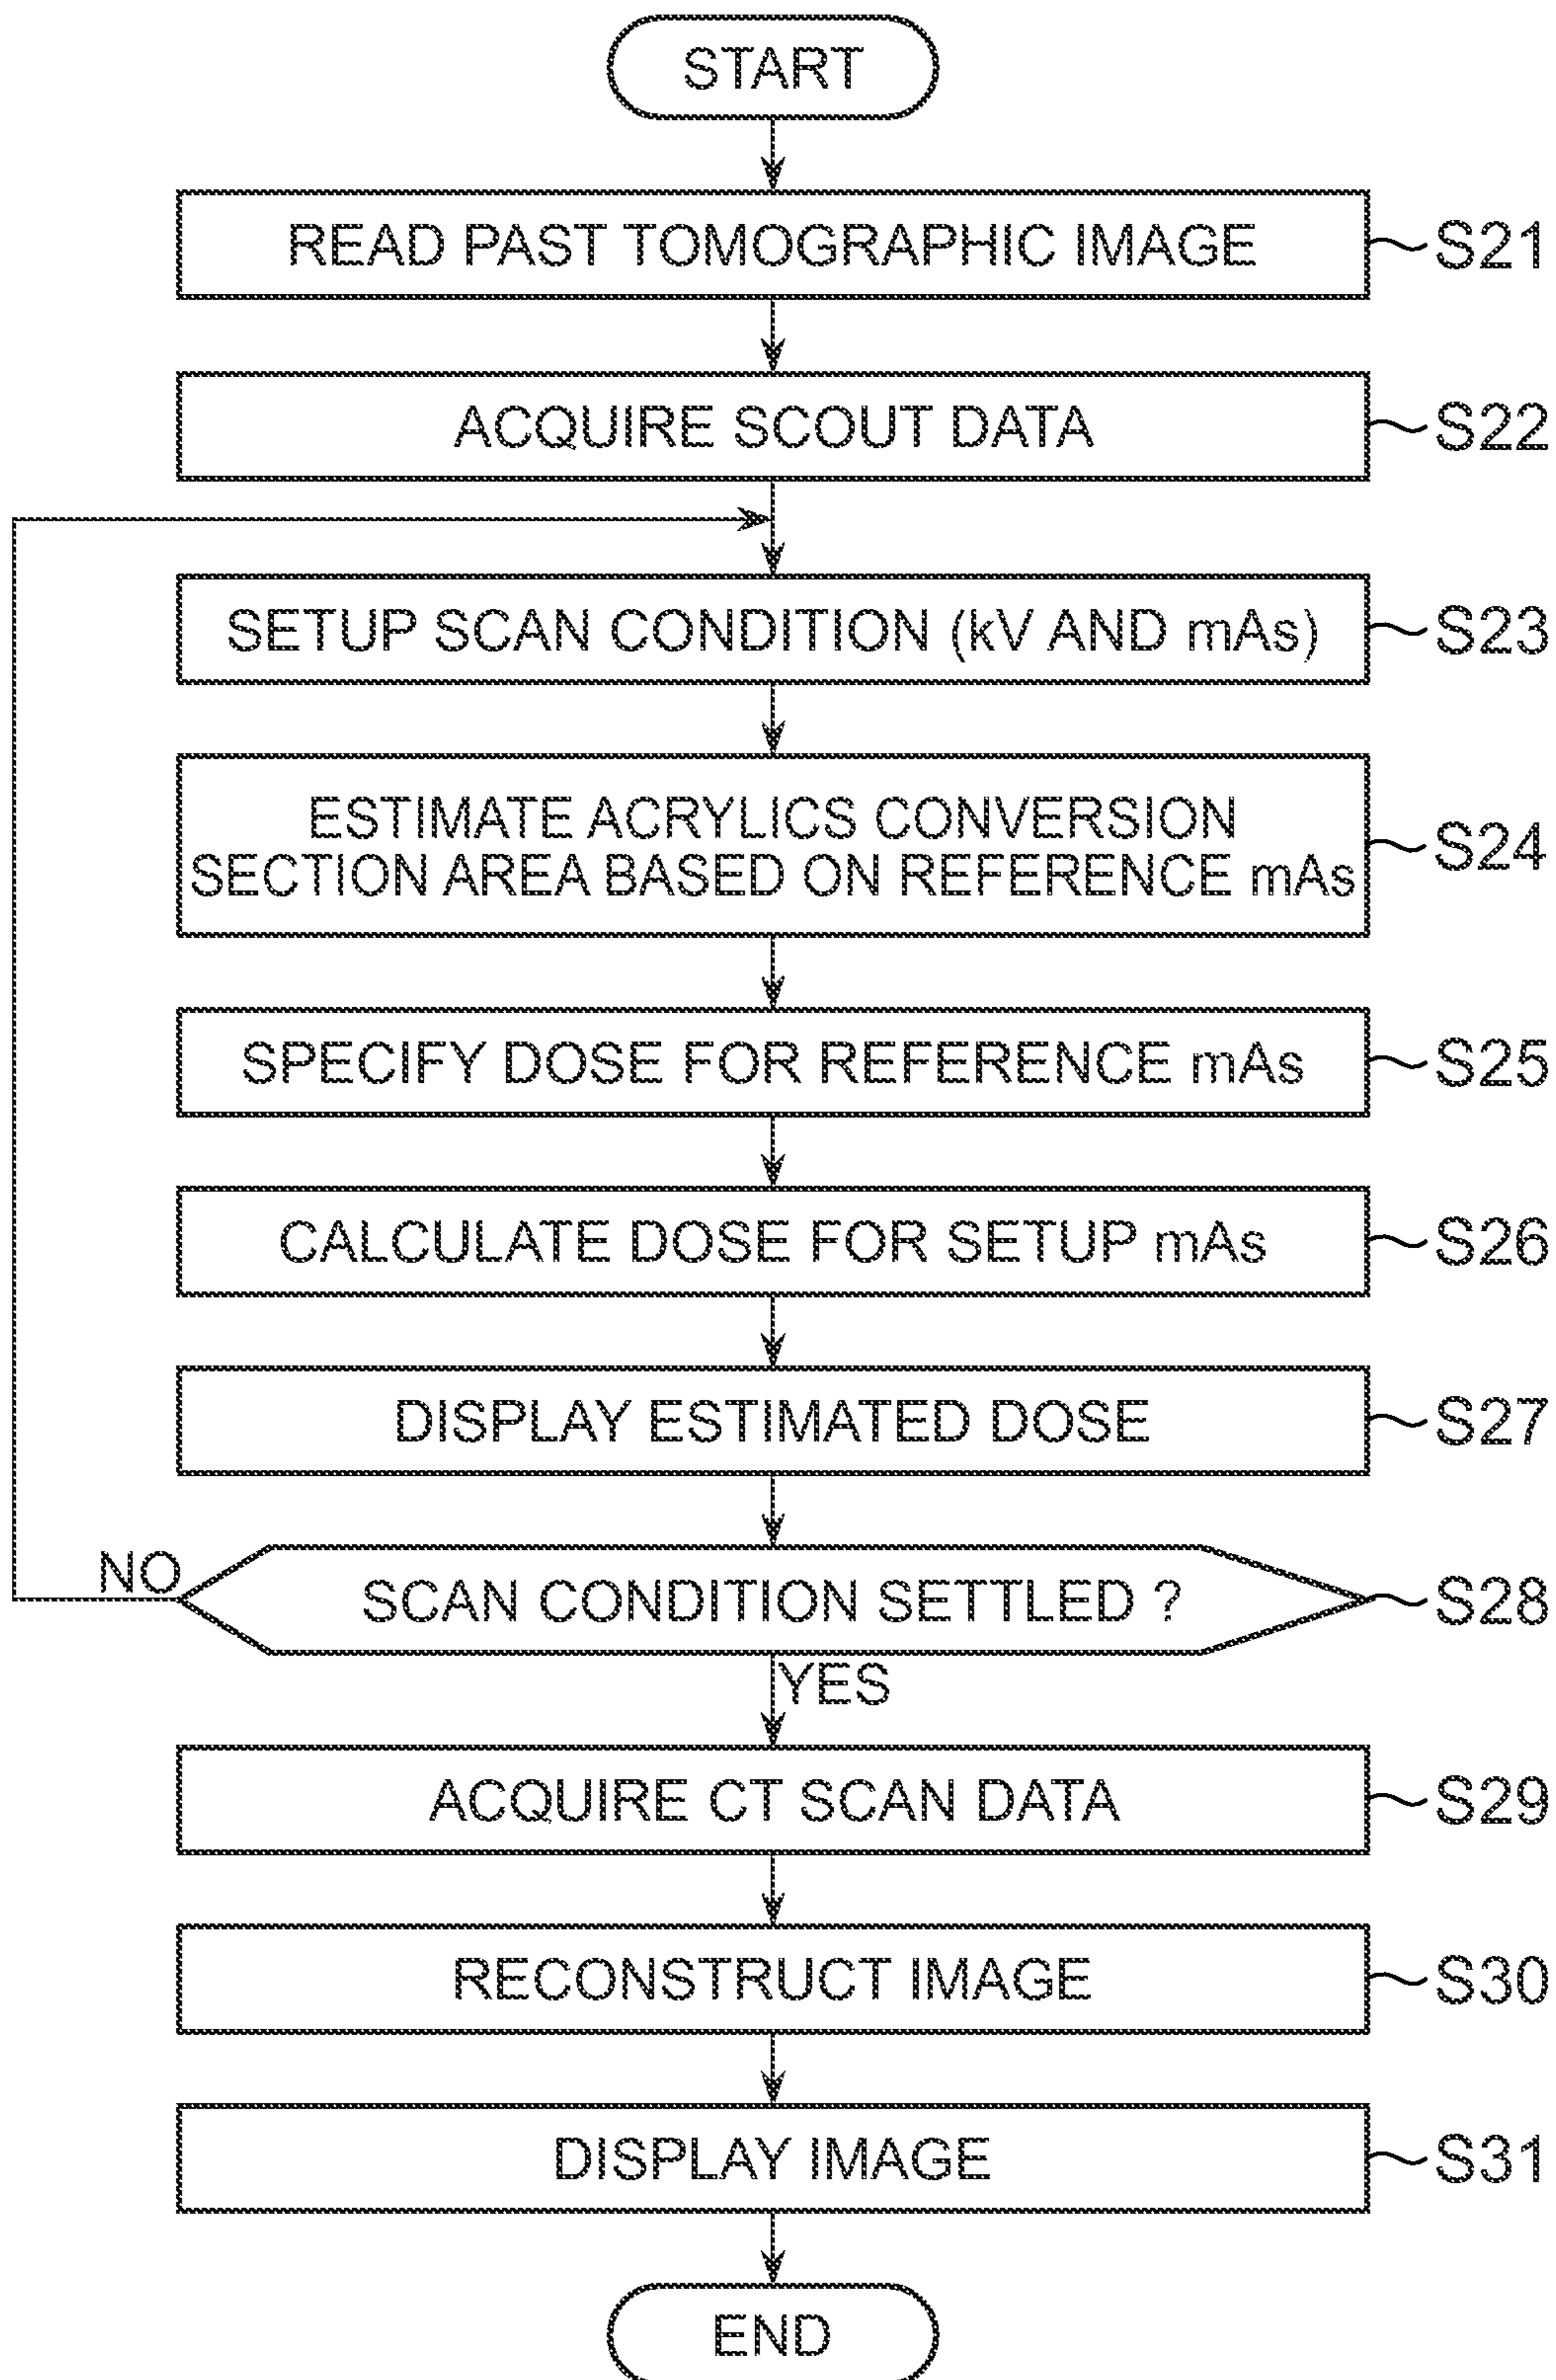 START
READ PAST TOMOGRAPHIC IMAGE
S21
ACQUIRE SCOUT DATA
S22
SETUP SCAN CONDITION (kV AND mAs)
S23
ESTIMATE ACRYLICS CONVERSION
SECTION AREA BASED ON REFERENCE mAs
S24
SPECIFY DOSE FOR REFERENCE mAs
S25
CALCULATE DOSE FOR SETUP mAs
S26
DISPLAY ESTIMATED DOSE
S27
NO
SCAN CONDITION SETTLED ?
S28
YES
ACQUIRE CT SCAN DATA
S29
RECONSTRUCT IMAGE
S30
DISPLAY IMAGE
S31
END